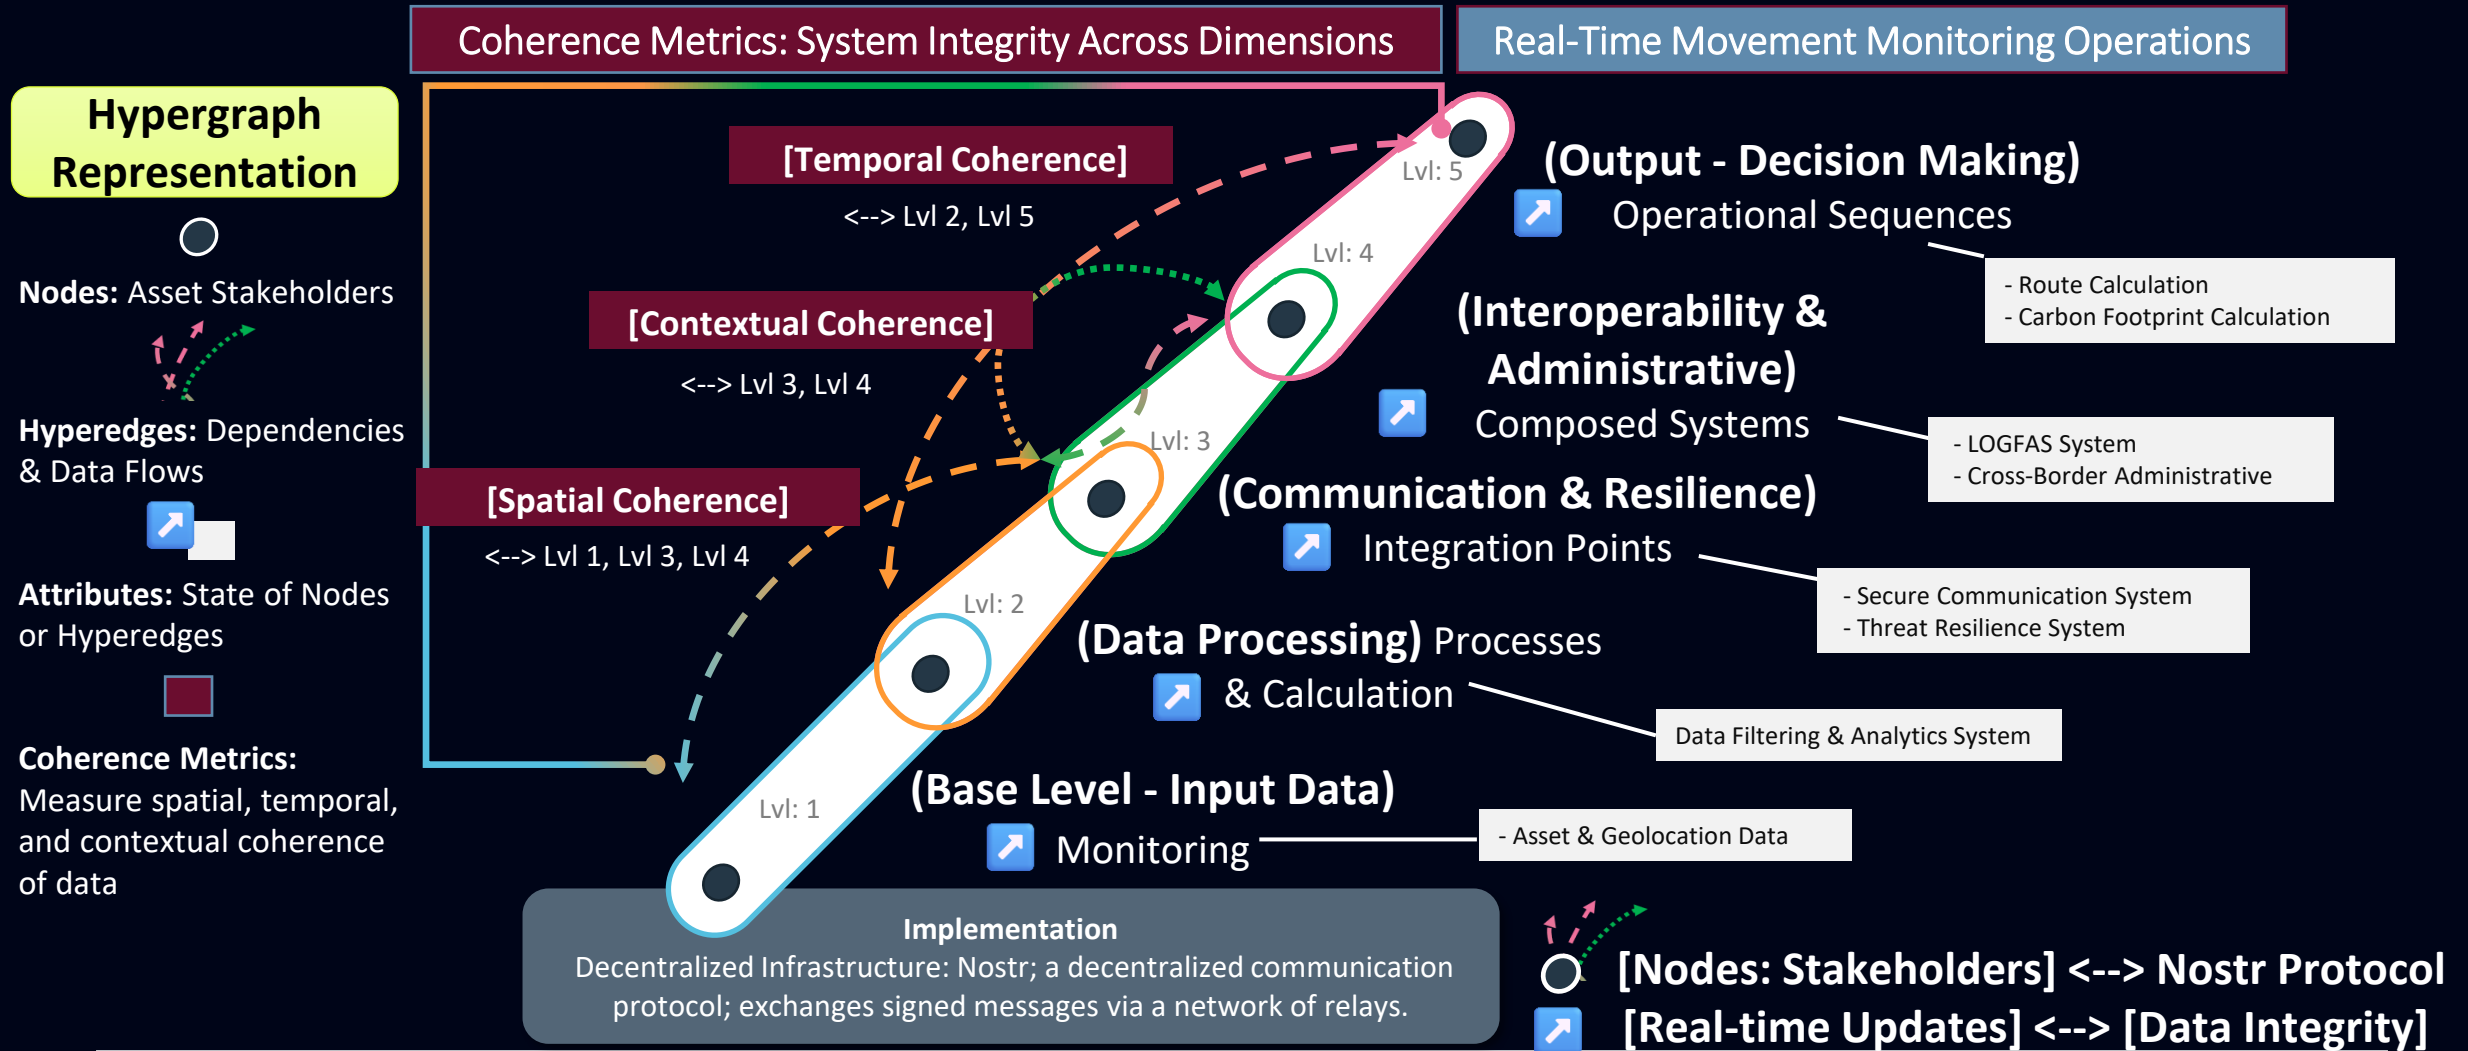 Coherence Metrics: System Integrity Across Dimensions
Real-Time Movement Monitoring Operations
Hypergraph
Representation
Nodes: Asset Stakeholders
Hyperedges: Dependencies
& Data Flows
Attributes: State of Nodes
or Hyperedges
Coherence Metrics:
Measure spatial, temporal,
and contextual coherence
of data
[Temporal Coherence]
<--> Lvl 2, Lvl 5
[Contextual Coherence]
<--> Lvl 3, Lvl 4
[Spatial Coherence]
<--> Lvl 1, Lvl 3, Lvl 4
Lvl: 5
Lvl: 4
Lvl: 3
Lvl: 2
Lvl: 1
(Output - Decision Making)
Operational Sequences
- Route Calculation
- Carbon Footprint Calculation
(Interoperability &
Administrative)
Composed Systems
- LOGFAS System
- Cross-Border Administrative
(Communication & Resilience)
Integration Points
- Secure Communication System
- Threat Resilience System
(Data Processing) Processes
& Calculation
Data Filtering & Analytics System
(Base Level - Input Data)
Monitoring
- Asset & Geolocation Data
Implementation
Decentralized Infrastructure: Nostr; a decentralized communication
protocol; exchanges signed messages via a network of relays.
[Nodes: Stakeholders] <--> Nostr Protocol
[Real-time Updates] <--> [Data Integrity]